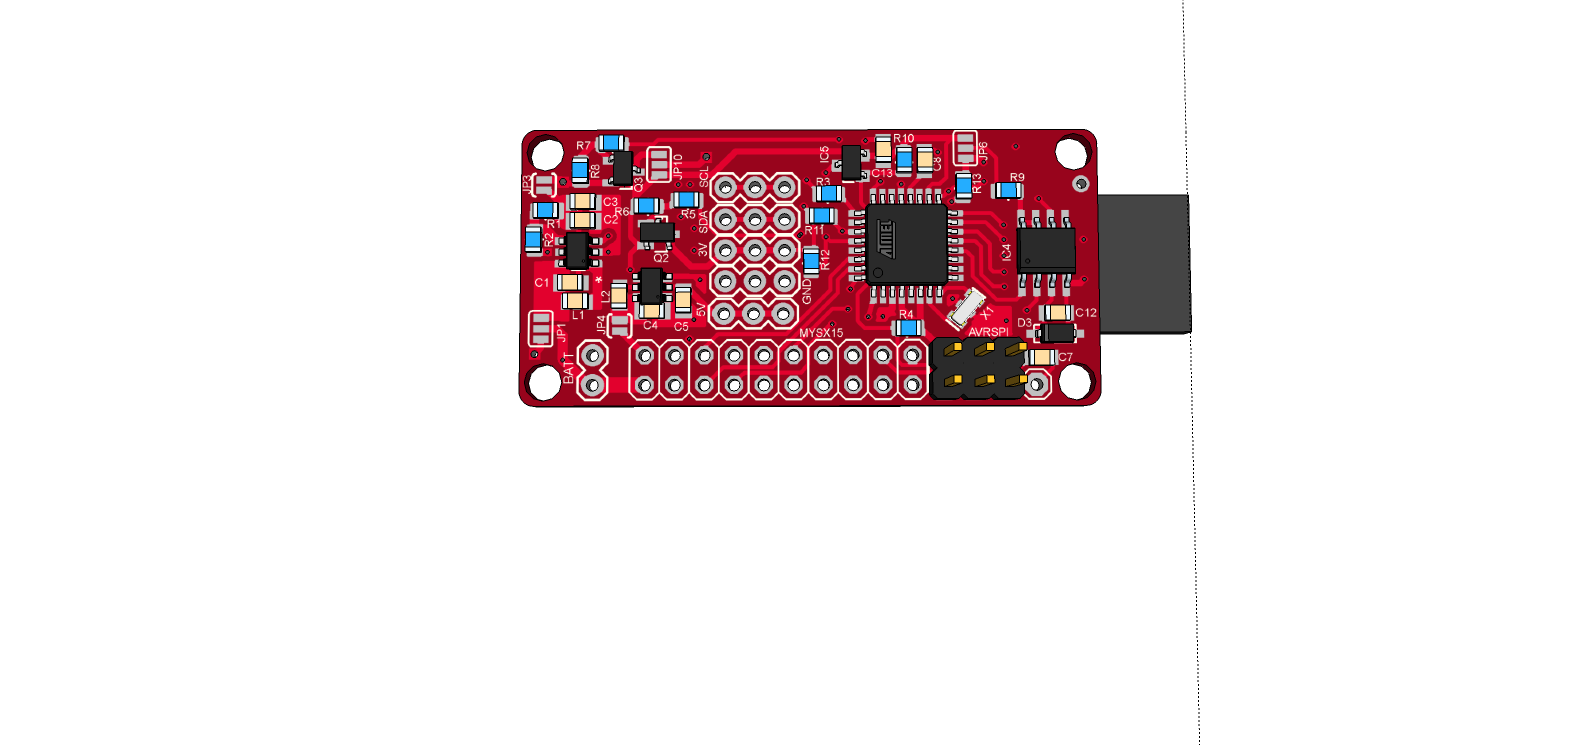 R7
R8
Q3
JP10
SCL
IC5
R10
C13
C8
JP6
JP3
R1
R2
C3
C2
R6
R5
Q2
SDA
3V
R3
R11
R12
GND
5V
ATMEL
R13
R9
IC4
C1
L1
*
L2
C4
C5
JP4
JP1
BATT
MYSX15
R4
X1
AVRSPI
D3
C12
C7